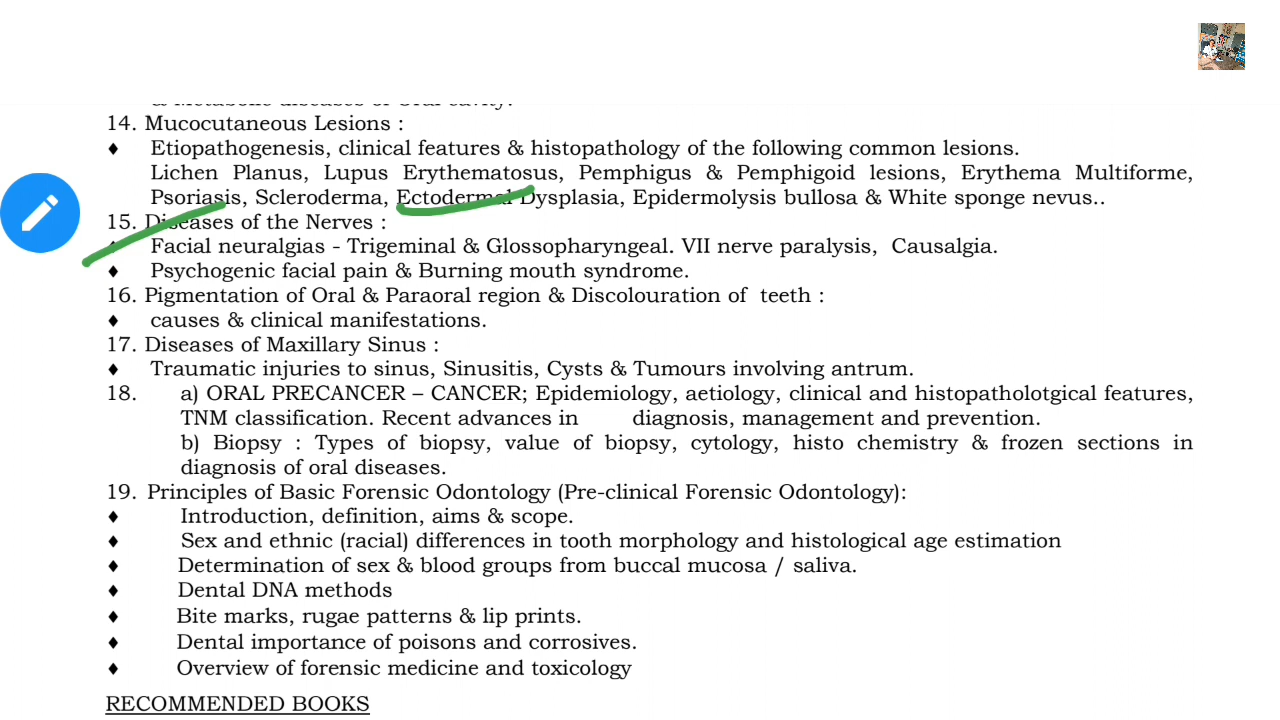 & Metabolic diseases of Oral cavity.
14. Mucocutaneous Lesions :
♦ Etiopathogenesis, clinical features & histopathology of the following common lesions.
Lichen Planus, Lupus Erythematosus, Pemphigus & Pemphigoid lesions, Erythema Multiforme,
Psoriasis, Scleroderma, Ectodermal Dysplasia, Epidermolysis bullosa & White sponge nevus..
15. Diseases of the Nerves :
♦ Facial neuralgias - Trigeminal & Glossopharyngeal. VII nerve paralysis, Causalgia.
♦ Psychogenic facial pain & Burning mouth syndrome.
16. Pigmentation of Oral & Paraoral region & Discolouration of teeth :
♦ causes & clinical manifestations.
17. Diseases of Maxillary Sinus :
♦ Traumatic injuries to sinus, Sinusitis, Cysts & Tumours involving antrum.
18. a) ORAL PRECANCER – CANCER; Epidemiology, aetiology, clinical and histopatholotgical features,
TNM classification. Recent advances in diagnosis, management and prevention.
b) Biopsy : Types of biopsy, value of biopsy, cytology, histo chemistry & frozen sections in
diagnosis of oral diseases.
19. Principles of Basic Forensic Odontology (Pre-clinical Forensic Odontology):
♦ Introduction, definition, aims & scope.
♦ Sex and ethnic (racial) differences in tooth morphology and histological age estimation
♦ Determination of sex & blood groups from buccal mucosa / saliva.
♦ Dental DNA methods
♦ Bite marks, rugae patterns & lip prints.
♦ Dental importance of poisons and corrosives.
♦ Overview of forensic medicine and toxicology
RECOMMENDED BOOKS